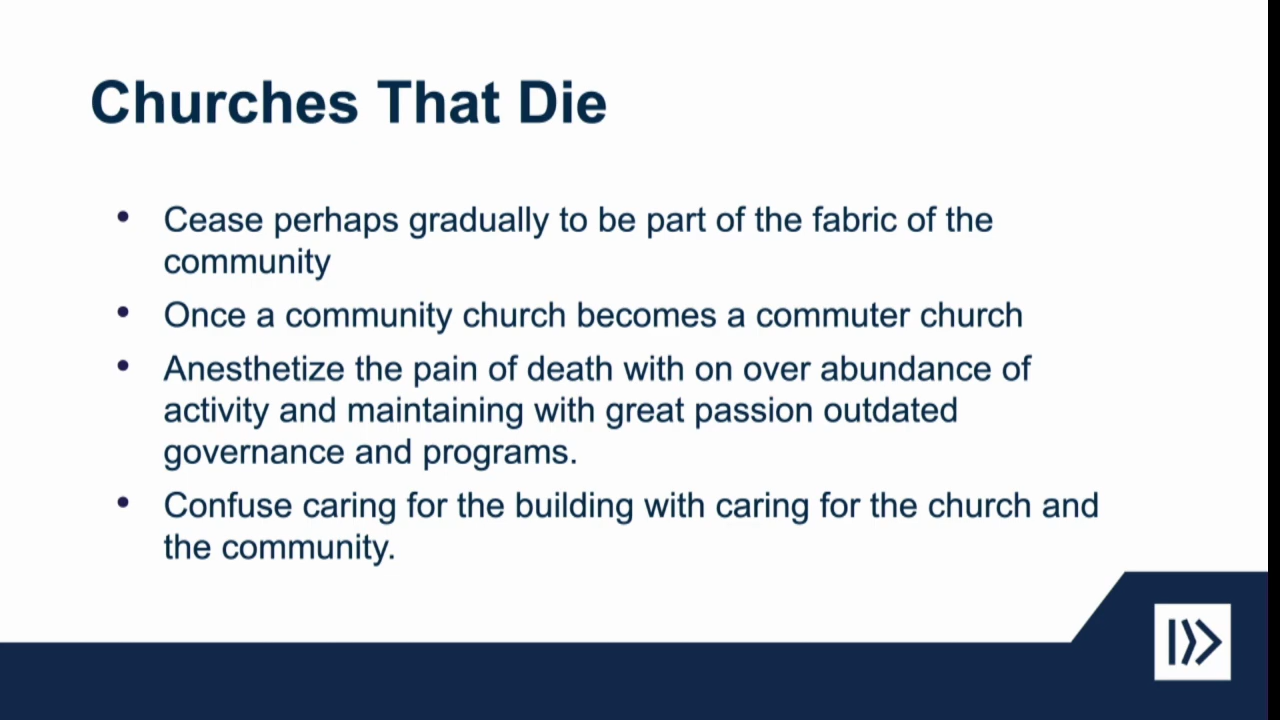 Churches That Die
• Cease perhaps gradually to be part of the fabric of the
community
• Once a community church becomes a commuter church
• Anesthetize the pain of death with on over abundance of
activity and maintaining with great passion outdated
governance and programs.
• Confuse caring for the building with caring for the church and
the community.